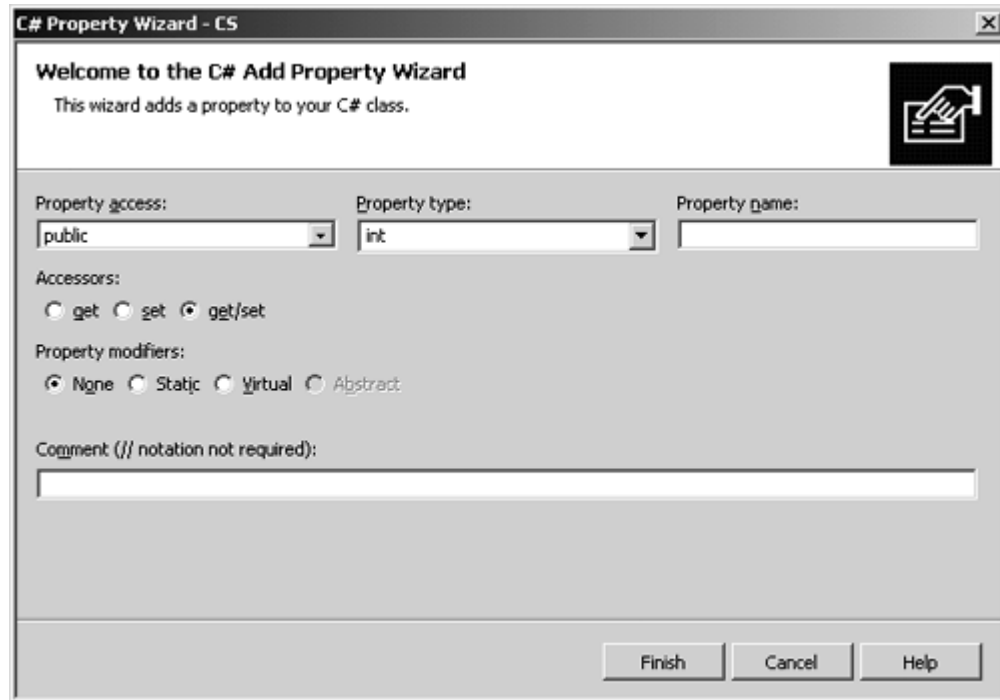 C# Property Wizard - CS
Welcome to the C# Add Property Wizard
This wizard adds a property to your C# class.
Property access: Property type: Property name:
public int
Accessors:
get set get/set
Property modifiers:
None Static Virtual Abstract
Comment (// notation not required):
Finish Cancel Help